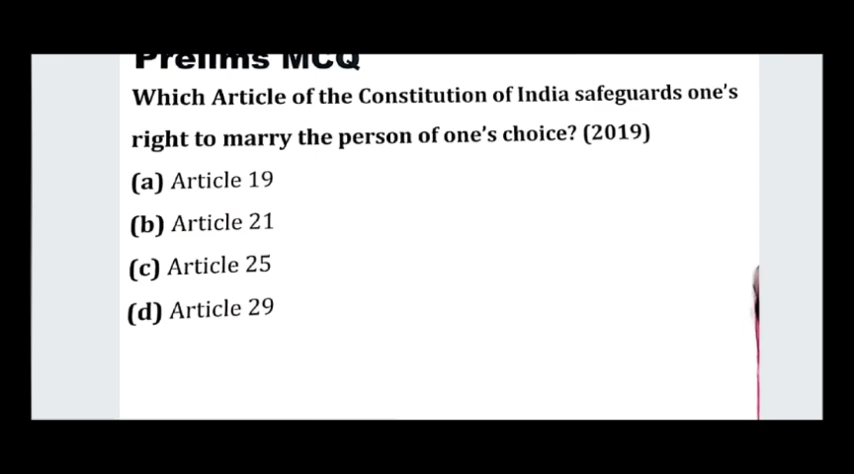 Prelims MCQ
Which Article of the Constitution of India safeguards one's
right to marry the person of one's choice? (2019)
(a) Article 19
(b) Article 21
(c) Article 25
(d) Article 29